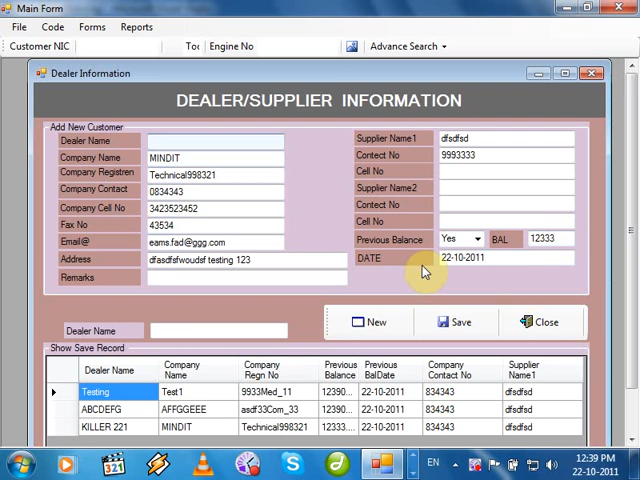 Main Form
File Code Forms Reports
Customer NIC Too Engine No Advance Search
Dealer Information
DEALER/SUPPLIER INFORMATION
Add New Customer
Dealer Name
Company Name MINDIT
Company Registren Technical998321
Company Contact 0834343
Company Cell No 3423523452
Fax No 43534
Email@ eams.fad@ggg.com
Address dfasdfsfwoudsf testing 123
Remarks
Supplier Name1 dfsdfsd
Contect No 9993333
Cell No
Supplier Name2
Contect No
Cell No
Previous Balance Yes BAL 12333
DATE 22-10-2011
Dealer Name
New Save Close
Show Save Record
Dealer Name Company Name Company Regn No Previous Balance Previous BalDate Company Contact No Supplier Name1
Testing Test1 9933Med_11 12390... 22-10-2011 834343 dfsdfsd
ABCDEFG AFFGGEEE asdf33Com_33 12390... 22-10-2011 834343 dfsdfsd
KILLER 221 MINDIT Technical998321 12333.... 22-10-2011 834343 dfsdfsd
321
EN
12:39 PM
22-10-2011